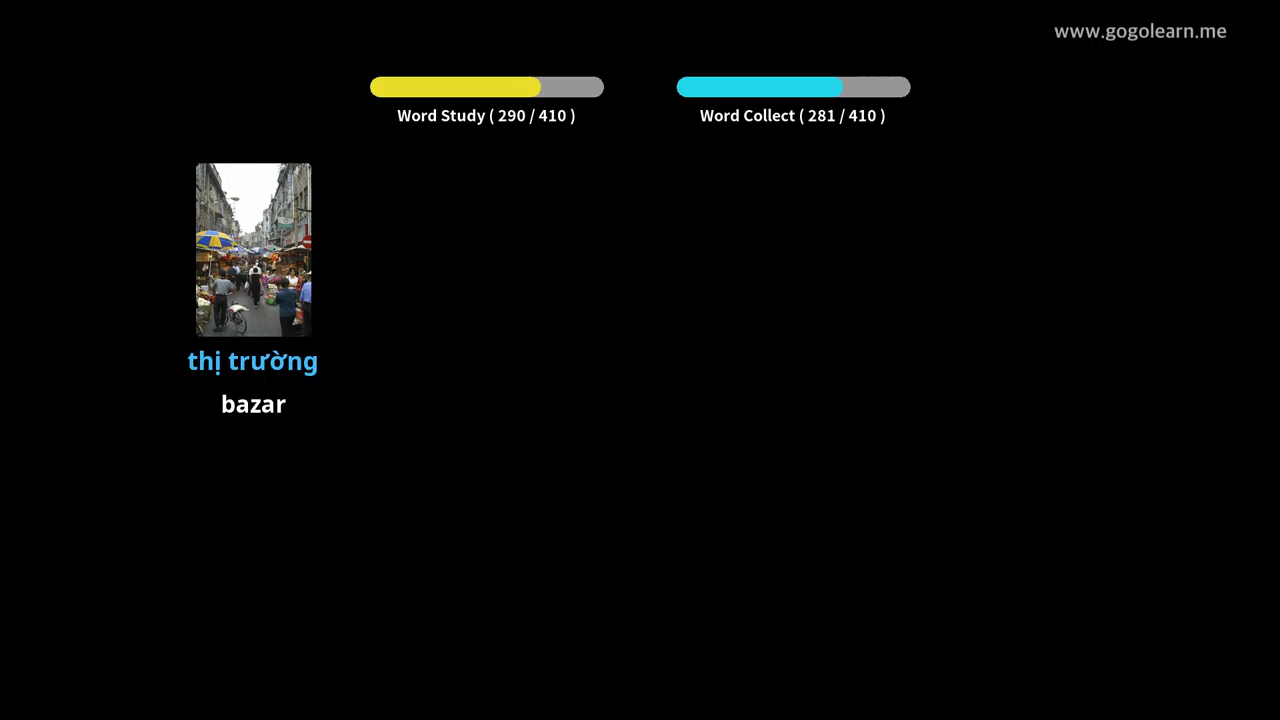 www.gogolearn.me
Word Study ( 290 / 410 )
Word Collect ( 281 / 410 )
thị trường
bazar